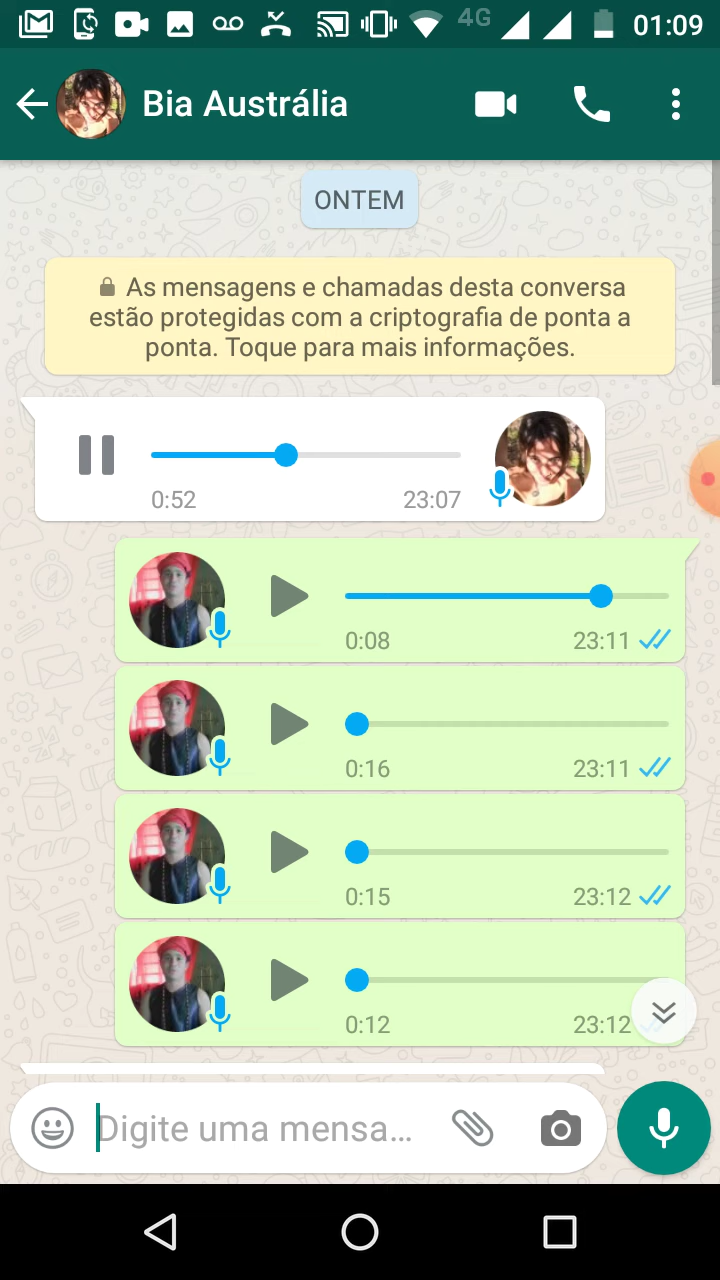 4G 01:09
Bia Austrália
ONTEM
As mensagens e chamadas desta conversa
estão protegidas com a criptografia de ponta a
ponta. Toque para mais informações.
0:52 23:07
0:08 23:11
0:16 23:11
0:15 23:12
0:12 23:12
Digite uma mensa...